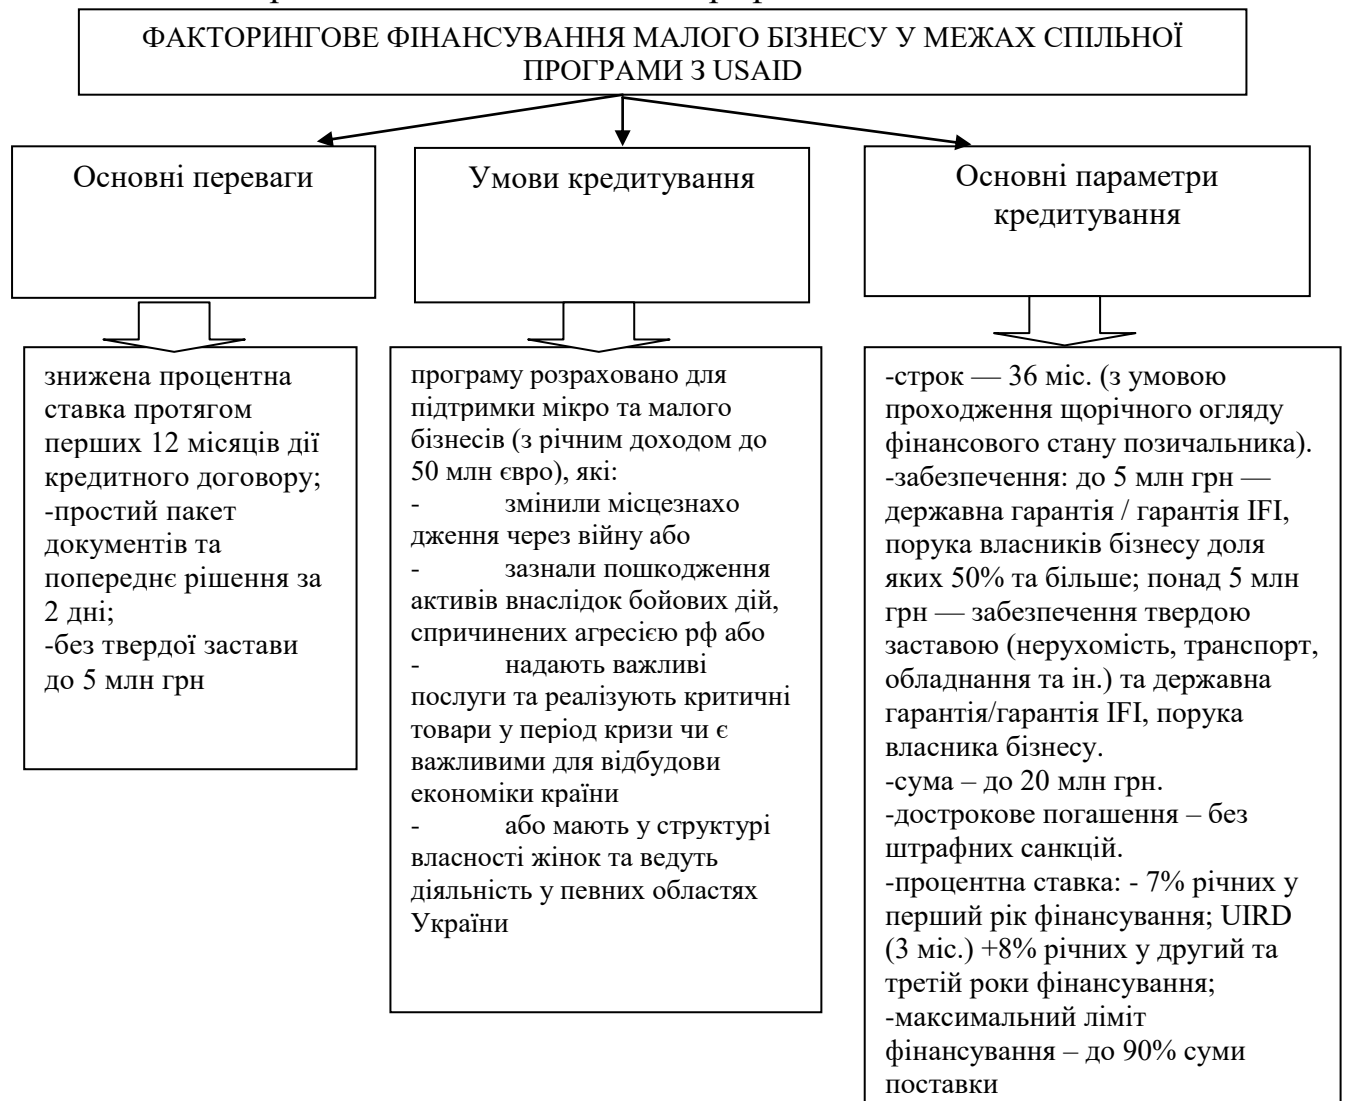 ФАКТОРИНГОВЕ ФІНАНСУВАННЯ МАЛОГО БІЗНЕСУ У МЕЖАХ СПІЛЬНОЇ
ПРОГРАМИ З USAID
Основні переваги
знижена процентна
ставка протягом
перших 12 місяців дії
кредитного договору;
-простий пакет
документів та
попереднє рішення за
2 дні;
-без твердої застави
до 5 млн грн
Умови кредитування
програму розраховано для
підтримки мікро та малого
бізнесів (з річним доходом до
50 млн євро), які:
- змінили місцезнахо
дження через війну або
- зазнали пошкодження
активів внаслідок бойових дій,
спричинених агресією рф або
- надають важливі
послуги та реалізують критичні
товари у період кризи чи є
важливими для відбудови
економіки країни
- або мають у структурі
власності жінок та ведуть
діяльність у певних областях
України
Основні параметри
кредитування
-строк — 36 міс. (з умовою
проходження щорічного огляду
фінансового стану позичальника).
-забезпечення: до 5 млн грн —
державна гарантія / гарантія IFI,
порука власників бізнесу доля
яких 50% та більше; понад 5 млн
грн — забезпечення твердою
заставою (нерухомість, транспорт,
обладнання та ін.) та державна
гарантія/гарантія IFI, порука
власника бізнесу.
-сума – до 20 млн грн.
-дострокове погашення – без
штрафних санкцій.
-процентна ставка: - 7% річних у
перший рік фінансування; UIRD
(3 міс.) +8% річних у другий та
третій роки фінансування;
-максимальний ліміт
фінансування – до 90% суми
поставки